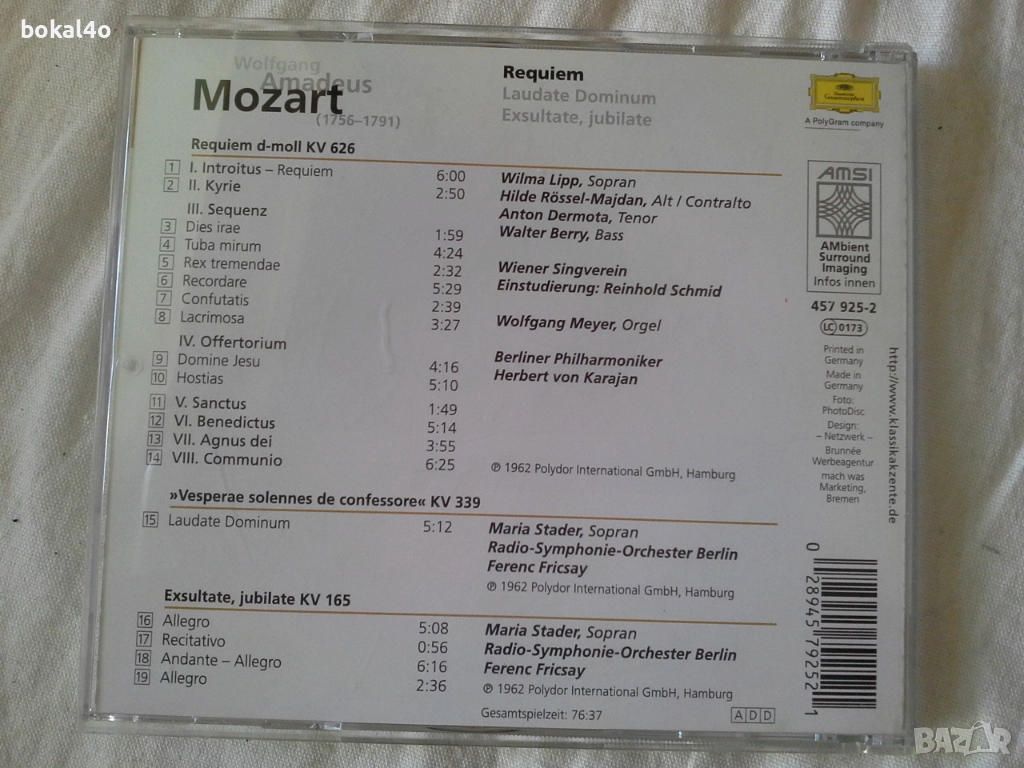 bokal4o
Wolfgang
Amadeus
Mozart
(1756–1791)
Requiem
Laudate Dominum
Exsultate, jubilate
Deutsche
Grammophon
A PolyGram company
Requiem d-moll KV 626
1 I. Introitus – Requiem 6:00
2 II. Kyrie 2:50
III. Sequenz
3 Dies irae 1:59
4 Tuba mirum 4:24
5 Rex tremendae 2:32
6 Recordare 5:29
7 Confutatis 2:39
8 Lacrimosa 3:27
IV. Offertorium
9 Domine Jesu 4:16
10 Hostias 5:10
11 V. Sanctus 1:49
12 VI. Benedictus 5:14
13 VII. Agnus dei 3:55
14 VIII. Communio 6:25
Wilma Lipp, Sopran
Hilde Rössel-Majdan, Alt / Contralto
Anton Dermota, Tenor
Walter Berry, Bass
Wiener Singverein
Einstudierung: Reinhold Schmid
Wolfgang Meyer, Orgel
Berliner Philharmoniker
Herbert von Karajan
℗ 1962 Polydor International GmbH, Hamburg
»Vesperae solennes de confessore« KV 339
15 Laudate Dominum 5:12
Maria Stader, Sopran
Radio-Symphonie-Orchester Berlin
Ferenc Fricsay
℗ 1962 Polydor International GmbH, Hamburg
Exsultate, jubilate KV 165
16 Allegro 5:08
17 Recitativo 0:56
18 Andante – Allegro 6:16
19 Allegro 2:36
Maria Stader, Sopran
Radio-Symphonie-Orchester Berlin
Ferenc Fricsay
℗ 1962 Polydor International GmbH, Hamburg
Gesamtspielzeit: 76:37
ADD
AMSI
AMbient
Surround
Imaging
Infos innen
457 925-2
LC 0173
Printed in
Germany
Made in
Germany
Foto:
PhotoDisc
Design:
– Netzwerk –
Brunnée
Werbeagentur
mach was
Marketing,
Bremen
http://www.klassikakzente.de
0 28945 79252 1
BAZAR